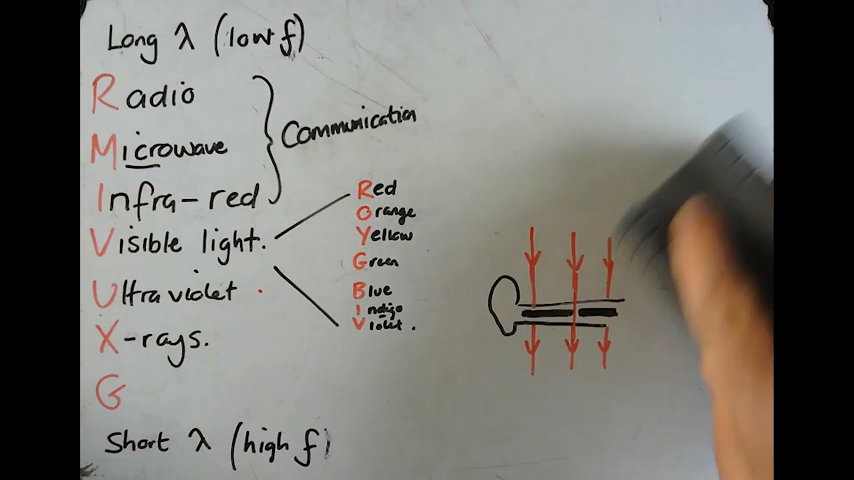 Long λ (low f)
Radio
Microwave
Infra-red
Communication
Visible light.
Ultraviolet
X-rays.
G
Short λ (high f)
Red
Orange
Yellow
Green
Blue
Indigo
Violet.